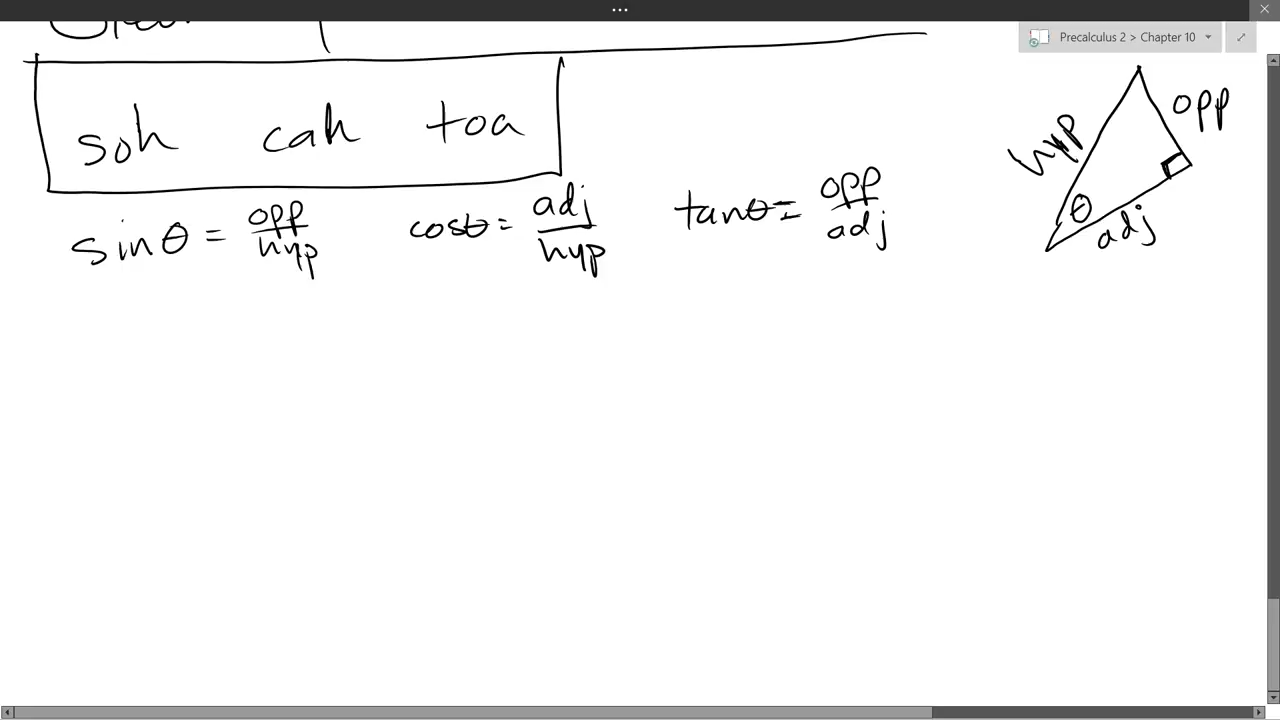 Precalculus 2 > Chapter 10
soh cah toa
sinθ = opp/hyp cosθ = adj/hyp tanθ = opp/adj
hyp
opp
θ
adj